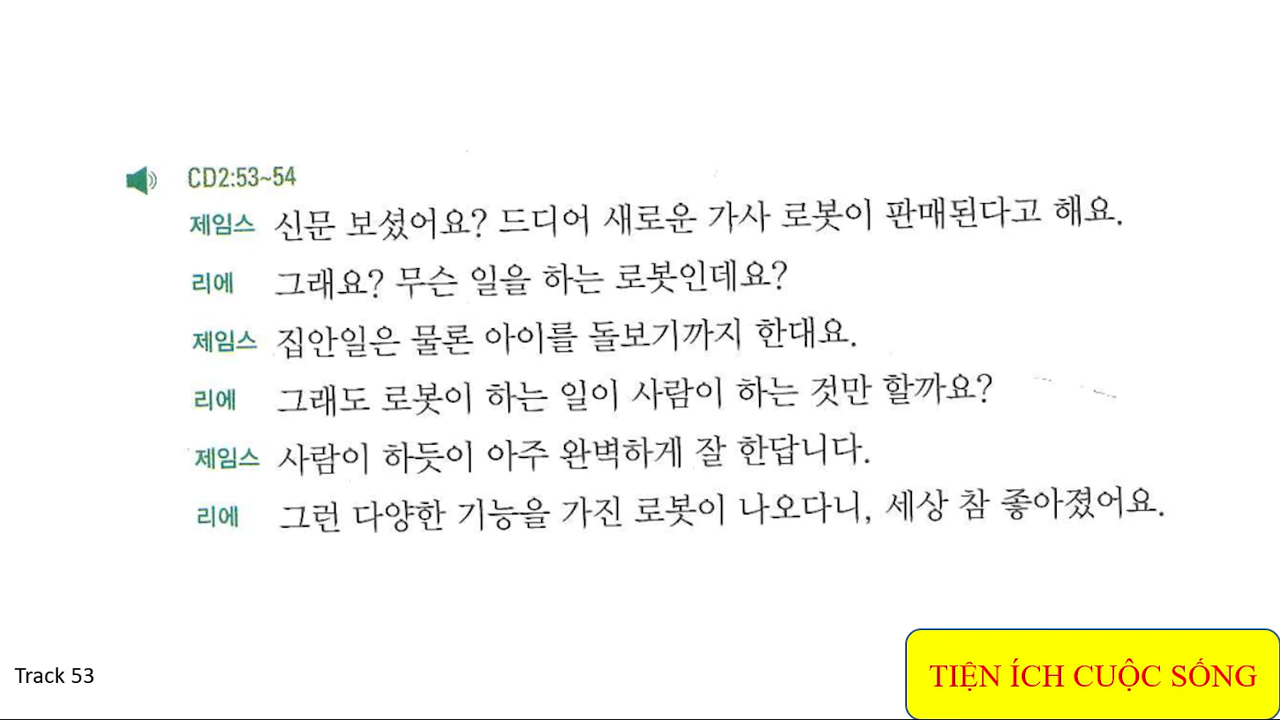 CD2:53~54
제임스 신문 보셨어요? 드디어 새로운 가사 로봇이 판매된다고 해요.
리에 그래요? 무슨 일을 하는 로봇인데요?
제임스 집안일은 물론 아이를 돌보기까지 한대요.
리에 그래도 로봇이 하는 일이 사람이 하는 것만 할까요?
제임스 사람이 하듯이 아주 완벽하게 잘 한답니다.
리에 그런 다양한 기능을 가진 로봇이 나오다니, 세상 참 좋아졌어요.
Track 53
TIỆN ÍCH CUỘC SỐNG